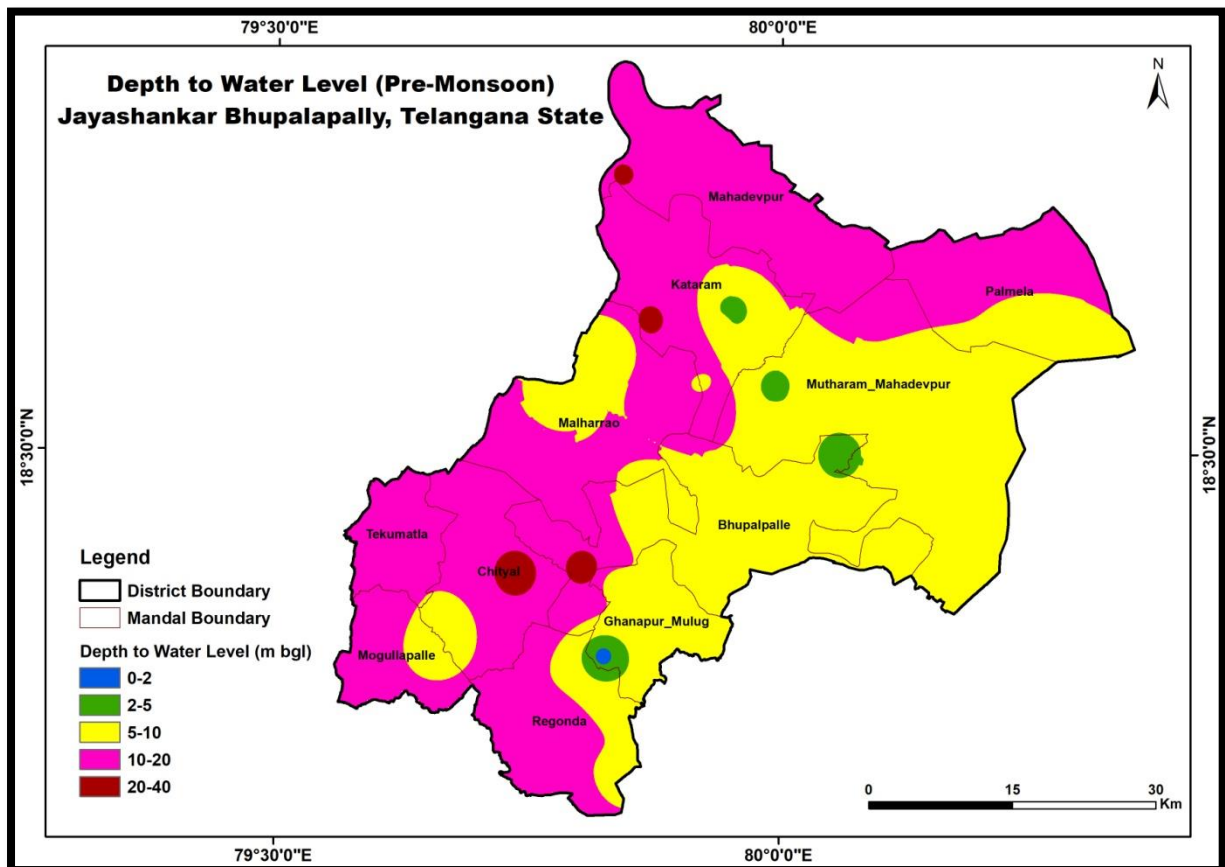 79°30'0"E
80°0'0"E
Depth to Water Level (Pre-Monsoon)
Jayashankar Bhupalapally, Telangana State
N
Mahadevpur
Kataram
Palmela
Mutharam_Mahadevpur
Malharrao
18°30'0"N
18°30'0"N
Bhupalpalle
Tekumatla
Chityal
Ghanapur_Mulug
Mogullapalle
Regonda
Legend
District Boundary
Mandal Boundary
Depth to Water Level (m bgl)
0-2
2-5
5-10
10-20
20-40
0 15 30
Km
79°30'0"E
80°0'0"E